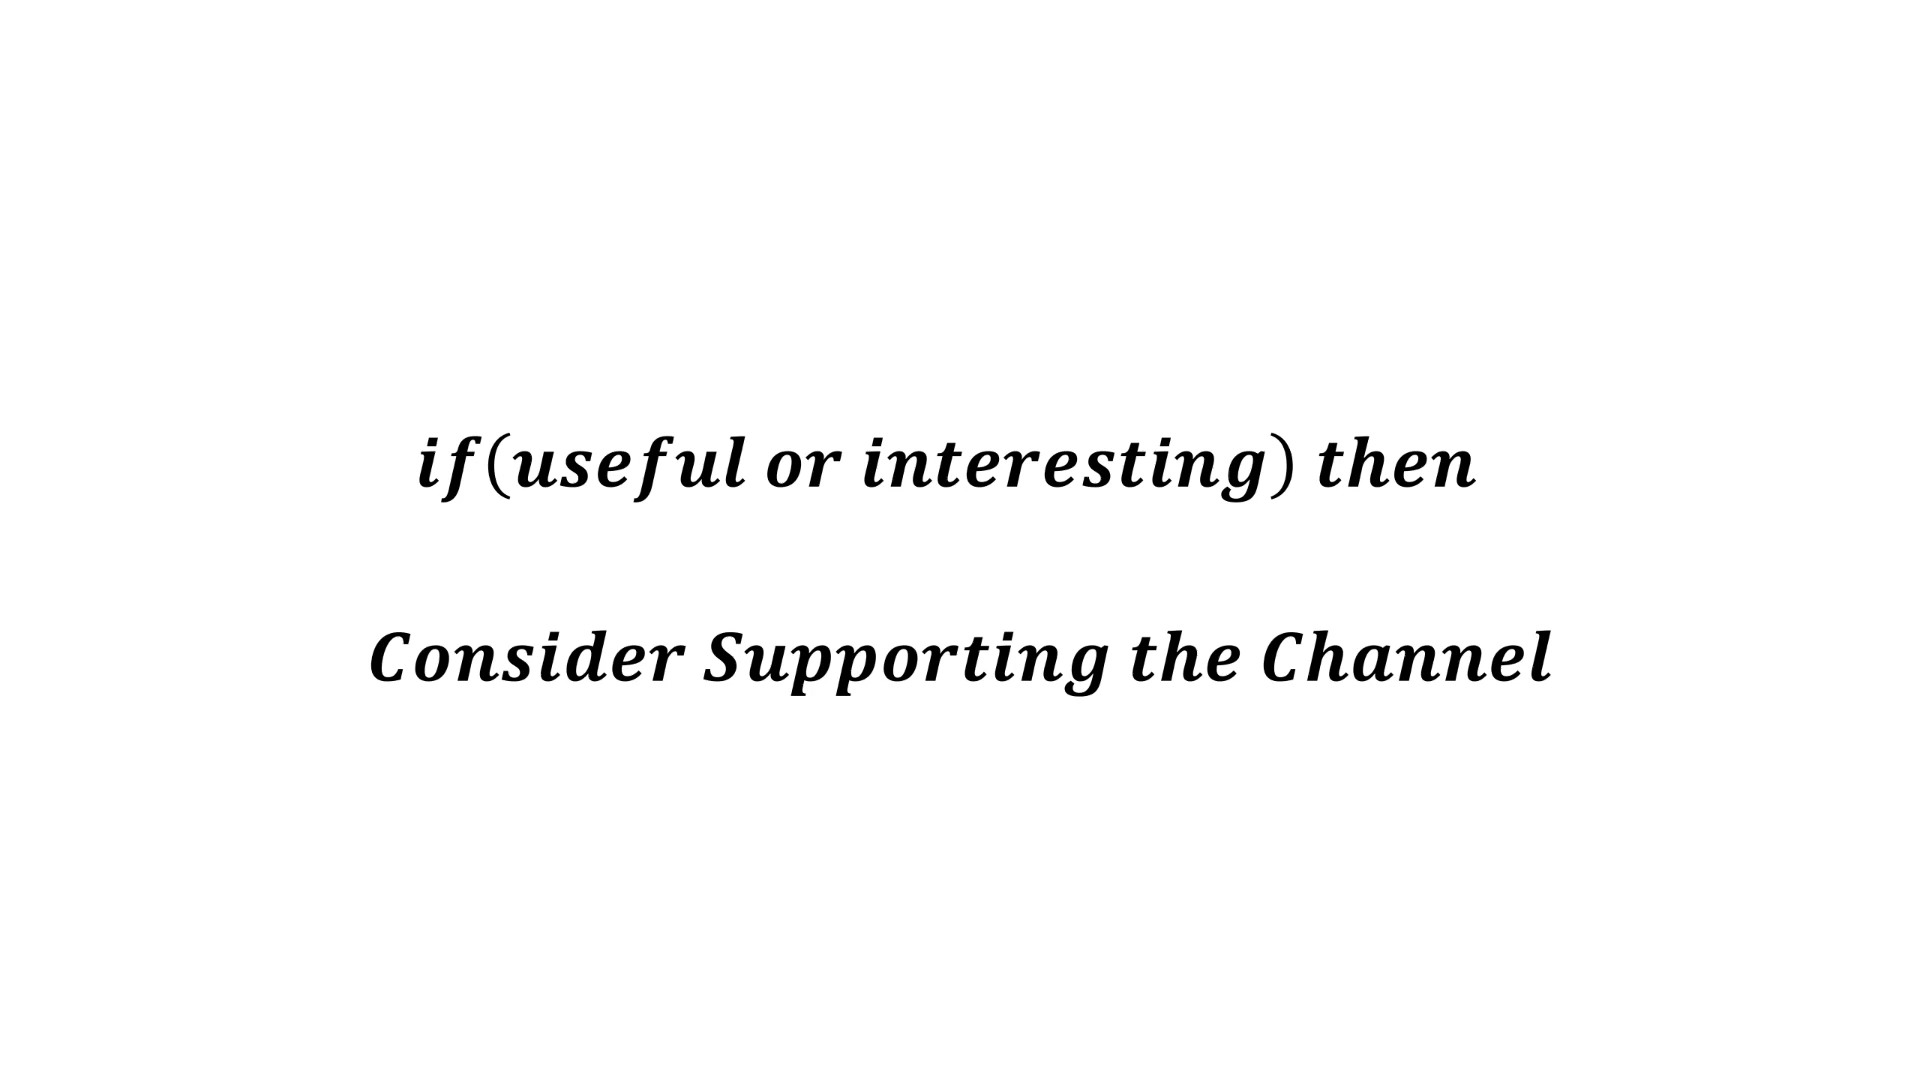 if(useful or interesting) then
Consider Supporting the Channel